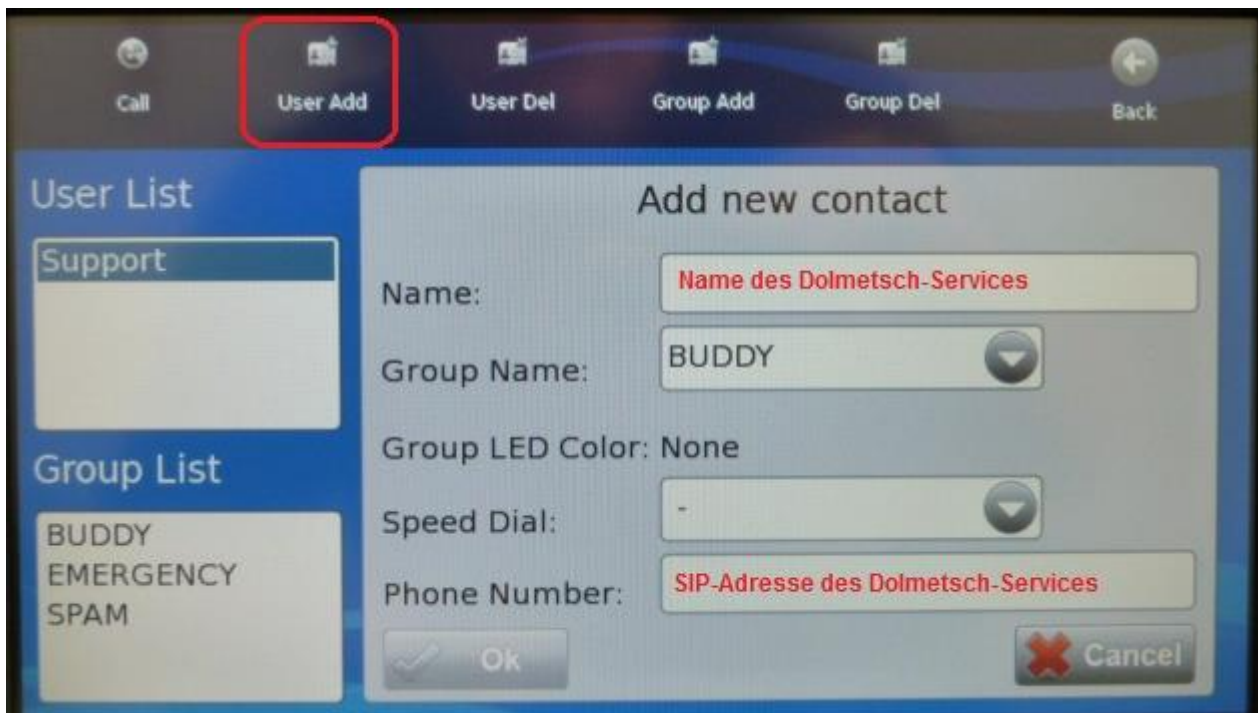 Call
User Add
User Del
Group Add
Group Del
Back
User List
Support
Group List
BUDDY
EMERGENCY
SPAM
Add new contact
Name:
Name des Dolmetsch-Services
Group Name:
BUDDY
Group LED Color: None
Speed Dial:
-
Phone Number:
SIP-Adresse des Dolmetsch-Services
Ok
Cancel